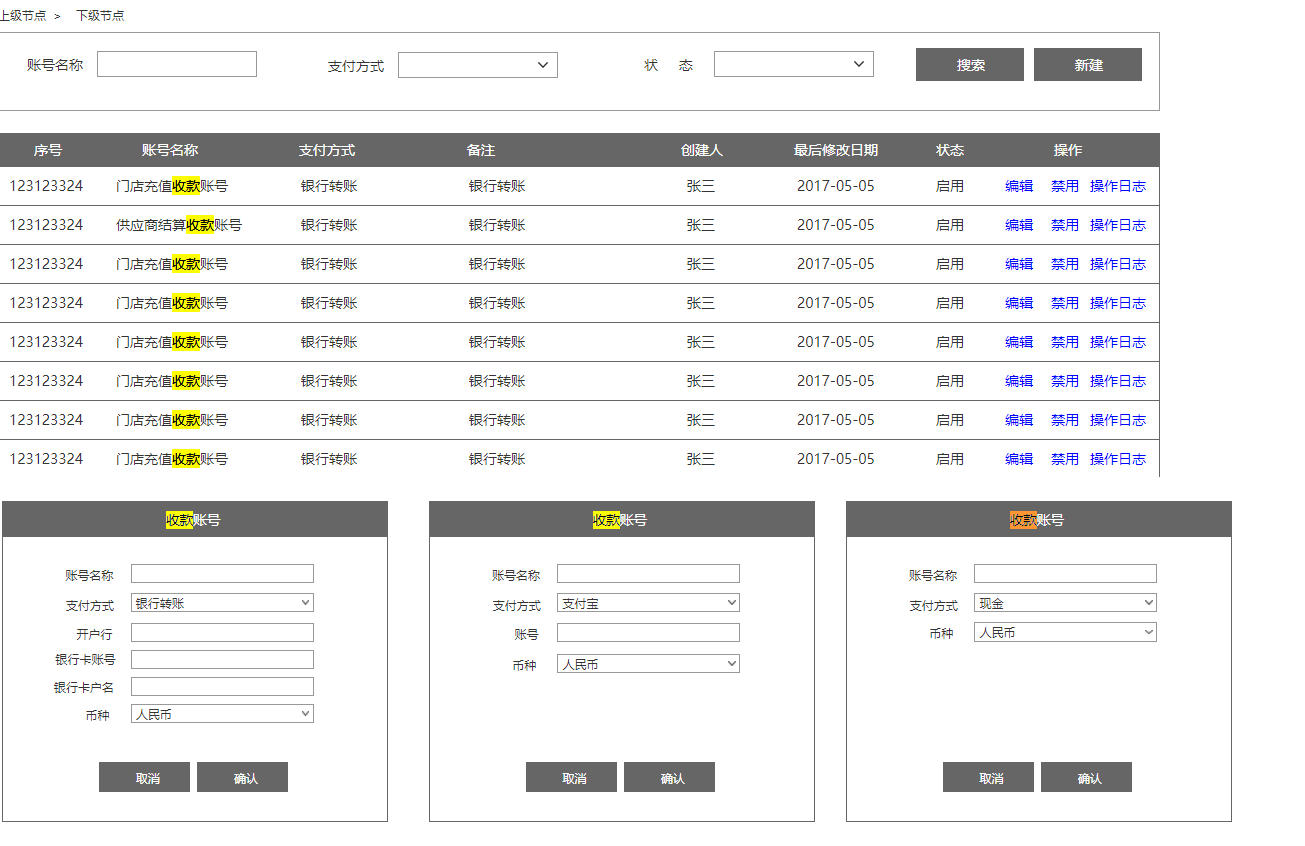 上级节点 > 下级节点
账号名称 支付方式 状 态 搜索 新建
序号 账号名称 支付方式 备注 创建人 最后修改日期 状态 操作
123123324 门店充值收款账号 银行转账 银行转账 张三 2017-05-05 启用 编辑 禁用 操作日志
123123324 供应商结算收款账号 银行转账 银行转账 张三 2017-05-05 启用 编辑 禁用 操作日志
123123324 门店充值收款账号 银行转账 银行转账 张三 2017-05-05 启用 编辑 禁用 操作日志
123123324 门店充值收款账号 银行转账 银行转账 张三 2017-05-05 启用 编辑 禁用 操作日志
123123324 门店充值收款账号 银行转账 银行转账 张三 2017-05-05 启用 编辑 禁用 操作日志
123123324 门店充值收款账号 银行转账 银行转账 张三 2017-05-05 启用 编辑 禁用 操作日志
123123324 门店充值收款账号 银行转账 银行转账 张三 2017-05-05 启用 编辑 禁用 操作日志
123123324 门店充值收款账号 银行转账 银行转账 张三 2017-05-05 启用 编辑 禁用 操作日志
收款账号
账号名称
支付方式 银行转账
开户行
银行卡账号
银行卡户名
币种 人民币
取消 确认
收款账号
账号名称
支付方式 支付宝
账号
币种 人民币
取消 确认
收款账号
账号名称
支付方式 现金
币种 人民币
取消 确认